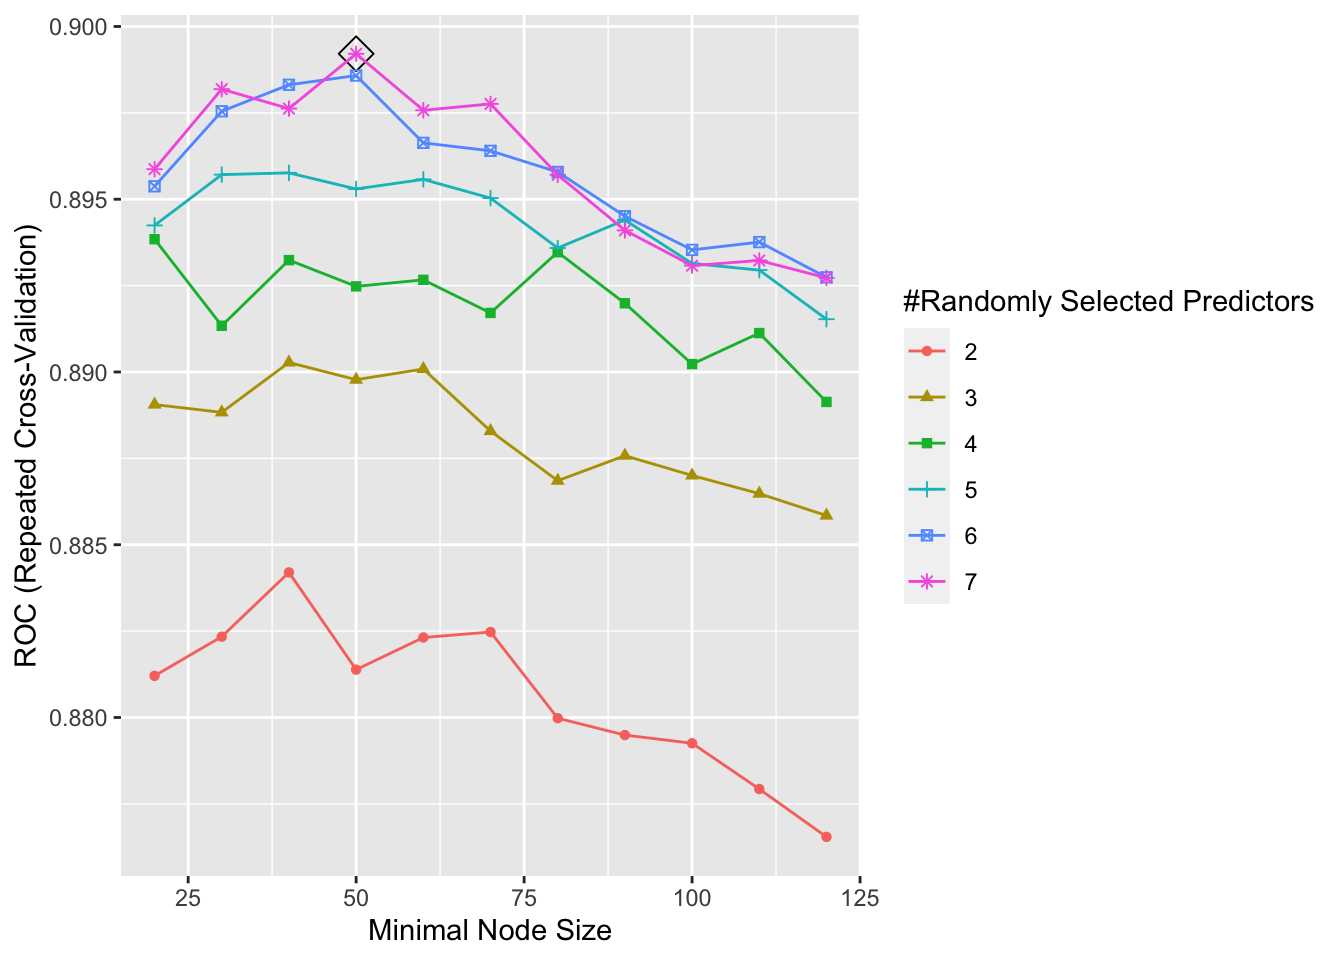 0.900
0.895
0.890
0.885
0.880
ROC (Repeated Cross-Validation)
25 50 75 100 125
Minimal Node Size
#Randomly Selected Predictors
2
3
4
5
6
7